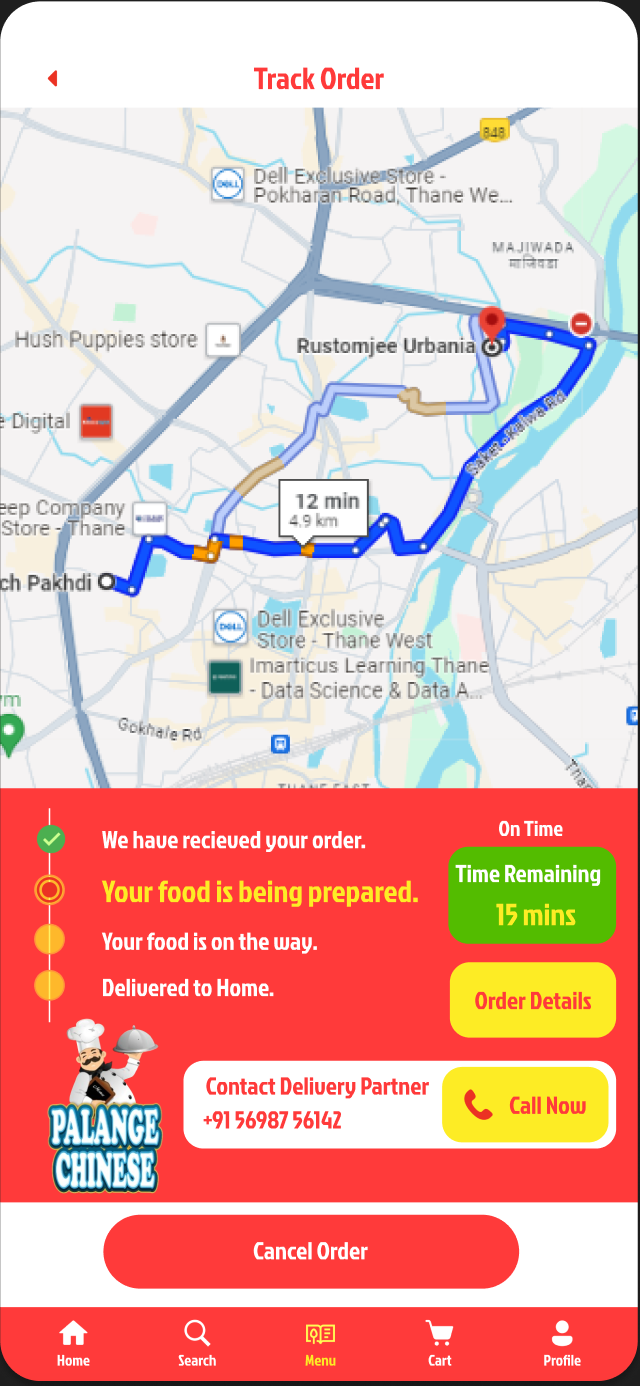 Track Order
848
Dell Exclusive Store -
Pokharan Road, Thane We...
MAJIWADA
माजिवडा
Hush Puppies store
Rustomjee Urbania
e Digital
Saket-Kalwa Rd
eep Company
Store - Thane
12 min
4.9 km
ch Pakhdi
DELL
Dell Exclusive
Store - Thane West
Imarticus Learning Thane
- Data Science & Data A...
ym
Gokhale Rd
THANE EAST
Than
We have recieved your order.
On Time
Your food is being prepared.
Time Remaining
15 mins
Your food is on the way.
Delivered to Home.
Order Details
Contact Delivery Partner
+91 56987 56142
Call Now
PALANGE
CHINESE
Cancel Order
Home
Search
Menu
Cart
Profile